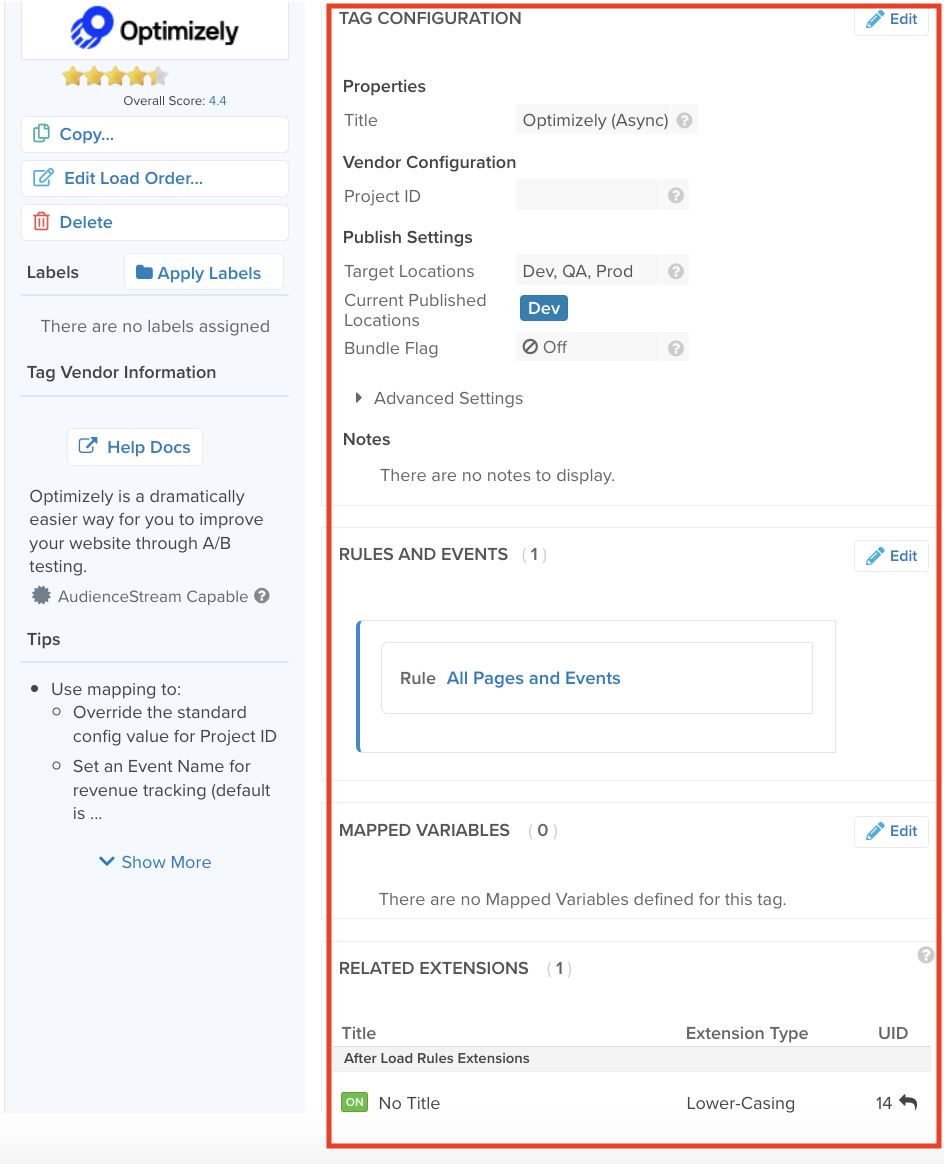 Optimizely
Overall Score: 4.4
Copy...
Edit Load Order...
Delete
Labels
Apply Labels
There are no labels assigned
Tag Vendor Information
Help Docs
Optimizely is a dramatically
easier way for you to improve
your website through A/B
testing.
AudienceStream Capable ?
Tips
Use mapping to:
Override the standard
config value for Project ID
Set an Event Name for
revenue tracking (default
is ...
Show More
TAG CONFIGURATION
Edit
Properties
Title Optimizely (Async) ?
Vendor Configuration
Project ID ?
Publish Settings
Target Locations Dev, QA, Prod ?
Current Published
Locations
Dev
Bundle Flag Off ?
Advanced Settings
Notes
There are no notes to display.
RULES AND EVENTS ( 1 )
Edit
Rule All Pages and Events
MAPPED VARIABLES ( 0 )
Edit
There are no Mapped Variables defined for this tag.
?
RELATED EXTENSIONS ( 1 )
Title Extension Type UID
After Load Rules Extensions
ON No Title Lower-Casing 14